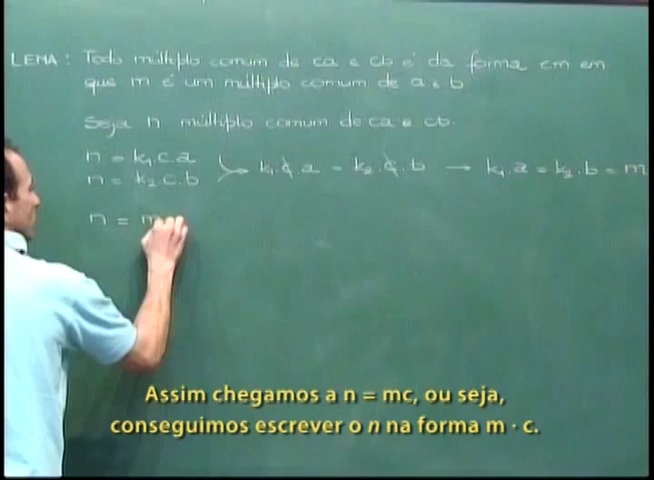 LEMA: Todo múltiplo comum de ca e cb é da forma cm em
que m é um múltiplo comum de a e b
Seja n múltiplo comum de ca e cb.
n = k₁.c.a
n = k₂.c.b
k₁.c.a = k₂.c.b → k₁.a = k₂.b = m
n = m
Assim chegamos a n = mc, ou seja,
conseguimos escrever o n na forma m · c.